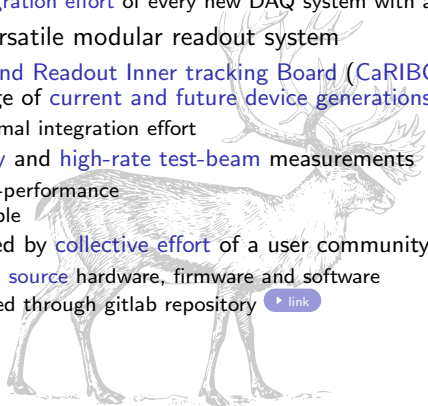 gration effort of every new DAQ system with a
rsatile modular readout system
nd Readout Inner tracking Board (CaRIBO
ge of current and future device generations
mal integration effort
y and high-rate test-beam measurements
-performance
ple
ed by collective effort of a user community
source hardware, firmware and software
ed through gitlab repository link